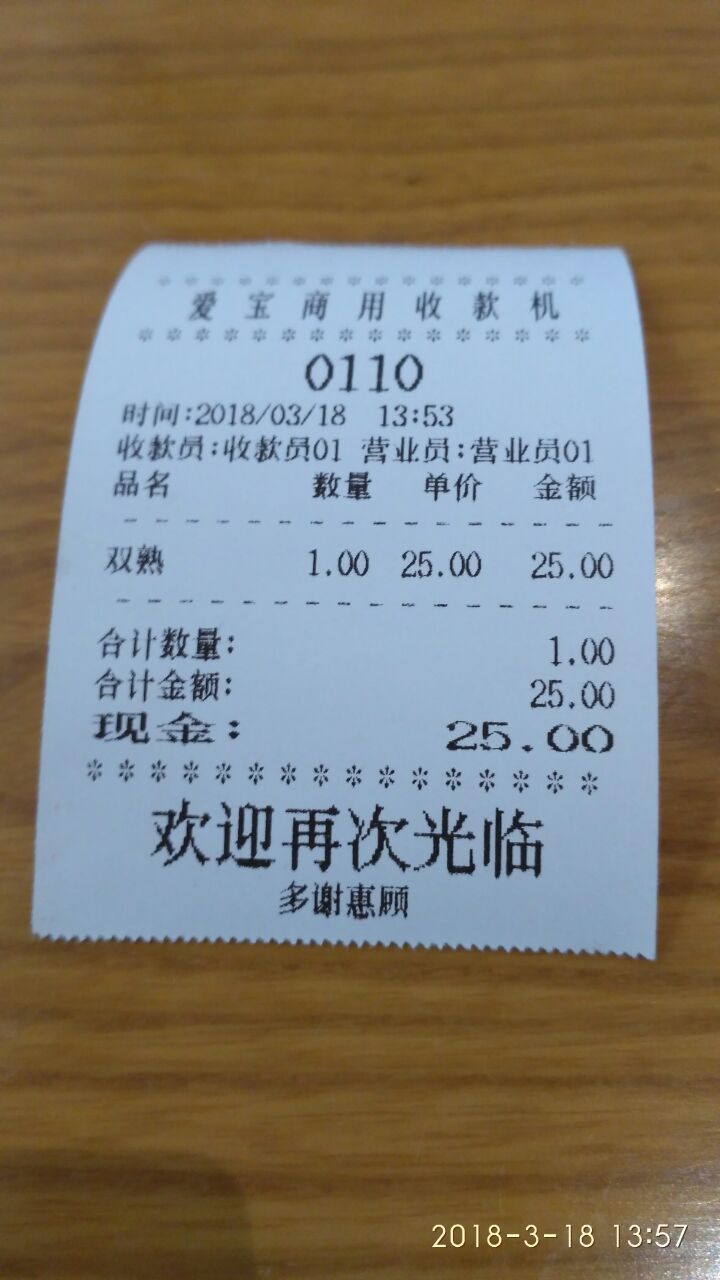 * * * * * * * * * * * * * * * *
爱宝商用收款机
* * * * * * * * * * * * * * * *
0110
时间:2018/03/18 13:53
收款员:收款员01 营业员:营业员01
品名 数量 单价 金额
- - - - - - - - - - - - - - - -
双熟 1.00 25.00 25.00
- - - - - - - - - - - - - - - -
合计数量: 1.00
合计金额: 25.00
现金: 25.00
* * * * * * * * * * * * * * * *
欢迎再次光临
多谢惠顾
2018-3-18 13:57